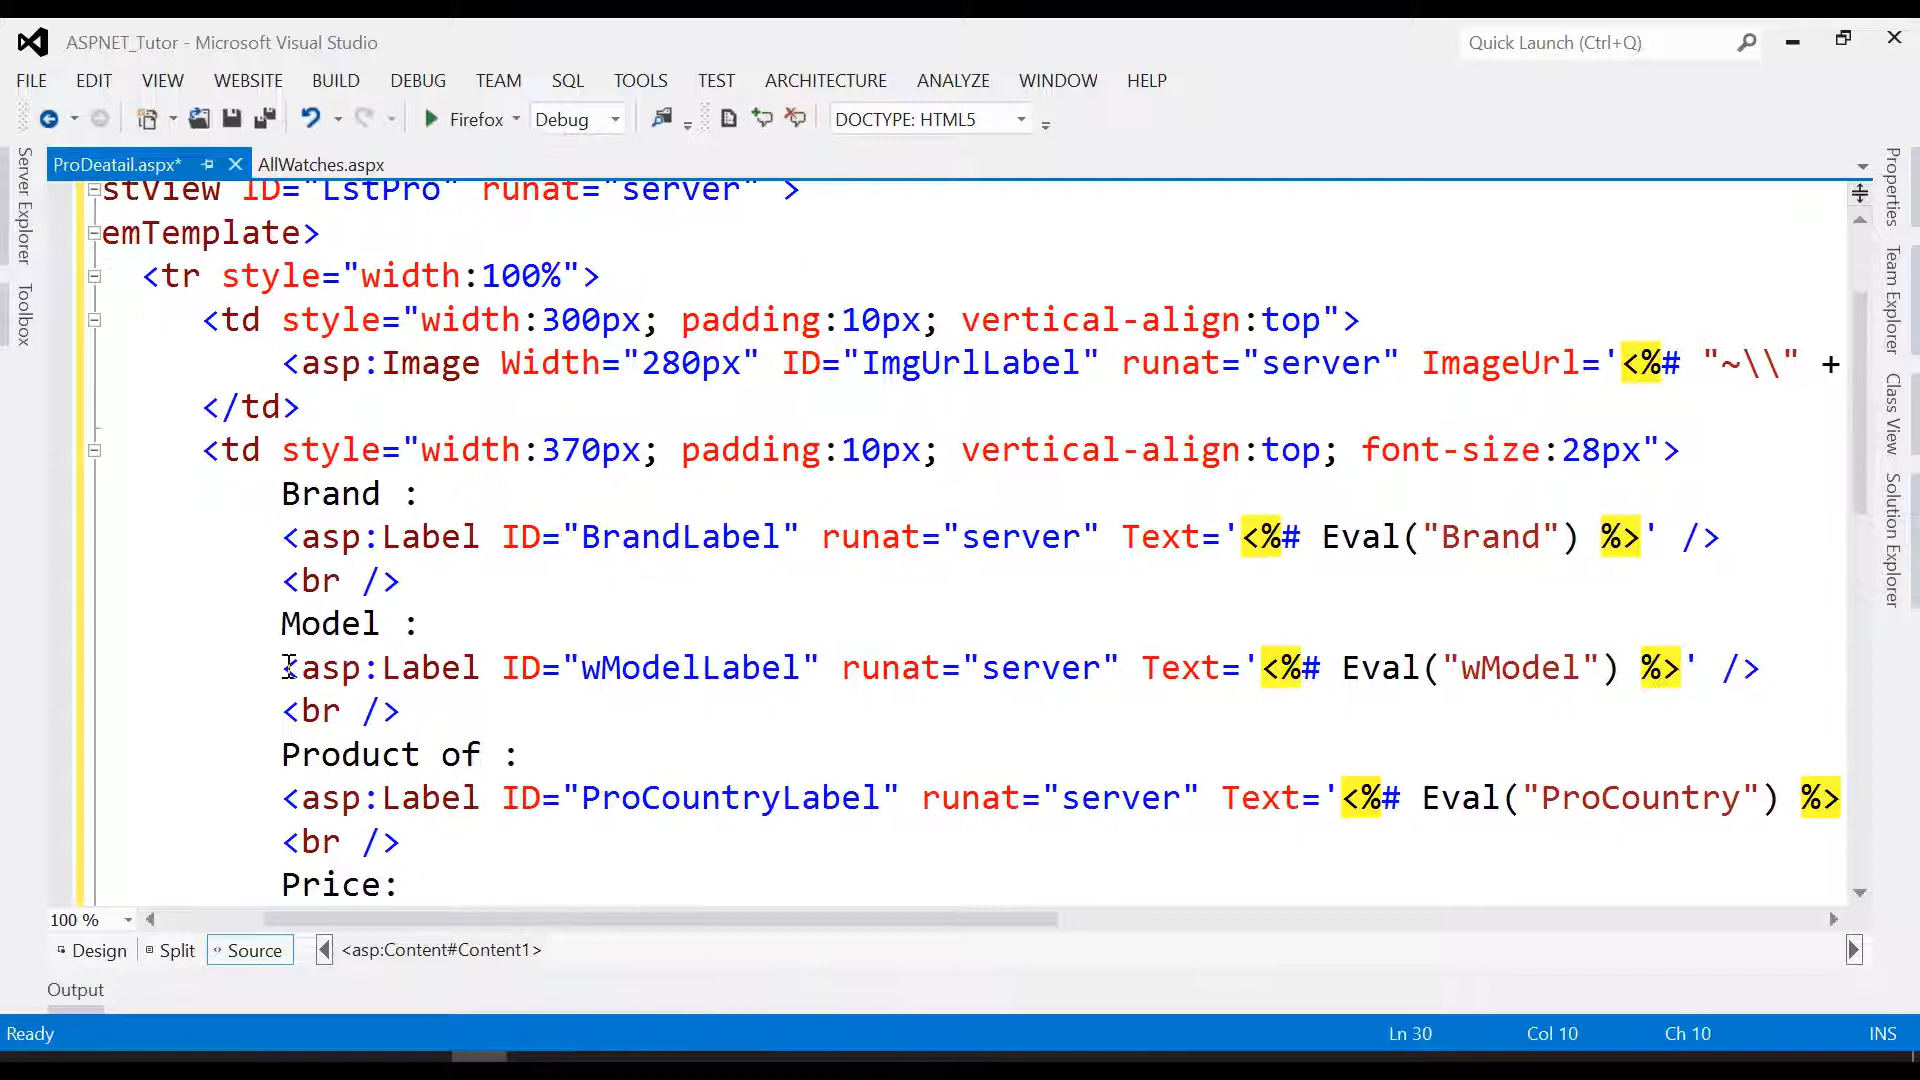 ASPNET_Tutor - Microsoft Visual Studio
Quick Launch (Ctrl+Q)
FILE EDIT VIEW WEBSITE BUILD DEBUG TEAM SQL TOOLS TEST ARCHITECTURE ANALYZE WINDOW HELP
Firefox Debug DOCTYPE: HTML5
ProDeatail.aspx* AllWatches.aspx
Server Explorer
Toolbox
stView ID="LstPro" runat="server" >
emTemplate>
<tr style="width:100%">
<td style="width:300px; padding:10px; vertical-align:top">
<asp:Image Width="280px" ID="ImgUrlLabel" runat="server" ImageUrl='<%# "~\\" +
</td>
<td style="width:370px; padding:10px; vertical-align:top; font-size:28px">
Brand :
<asp:Label ID="BrandLabel" runat="server" Text='<%# Eval("Brand") %>' />
<br />
Model :
<asp:Label ID="wModelLabel" runat="server" Text='<%# Eval("wModel") %>' />
<br />
Product of :
<asp:Label ID="ProCountryLabel" runat="server" Text='<%# Eval("ProCountry") %>
<br />
Price:
Properties
Team Explorer
Class View
Solution Explorer
100 %
Design Split Source <asp:Content#Content1>
Output
Ready Ln 30 Col 10 Ch 10 INS